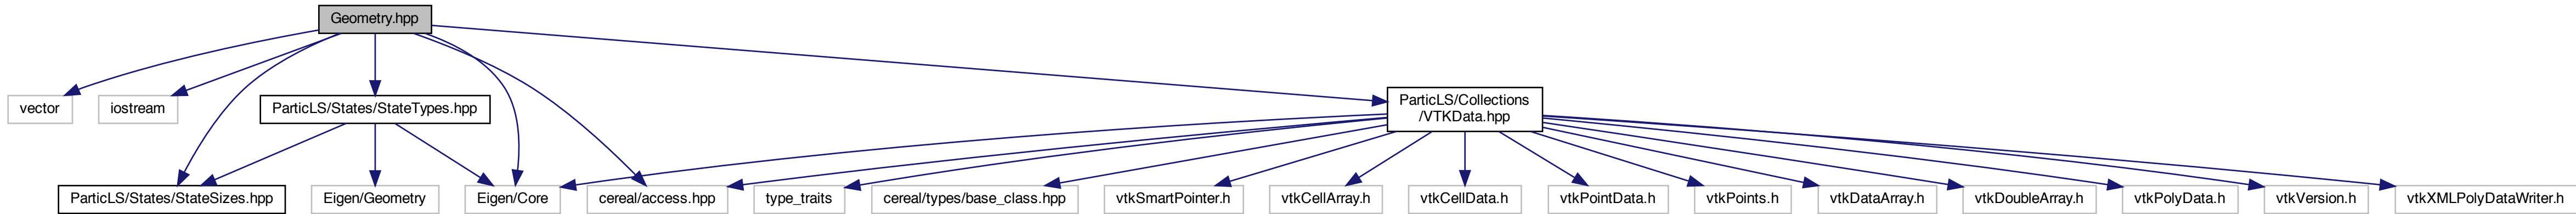 Geometry.hpp
vector
iostream
ParticLS/States/StateTypes.hpp
ParticLS/Collections
/VTKData.hpp
ParticLS/States/StateSizes.hpp
Eigen/Geometry
Eigen/Core
cereal/access.hpp
type_traits
cereal/types/base_class.hpp
vtkSmartPointer.h
vtkCellArray.h
vtkCellData.h
vtkPointData.h
vtkPoints.h
vtkDataArray.h
vtkDoubleArray.h
vtkPolyData.h
vtkVersion.h
vtkXMLPolyDataWriter.h